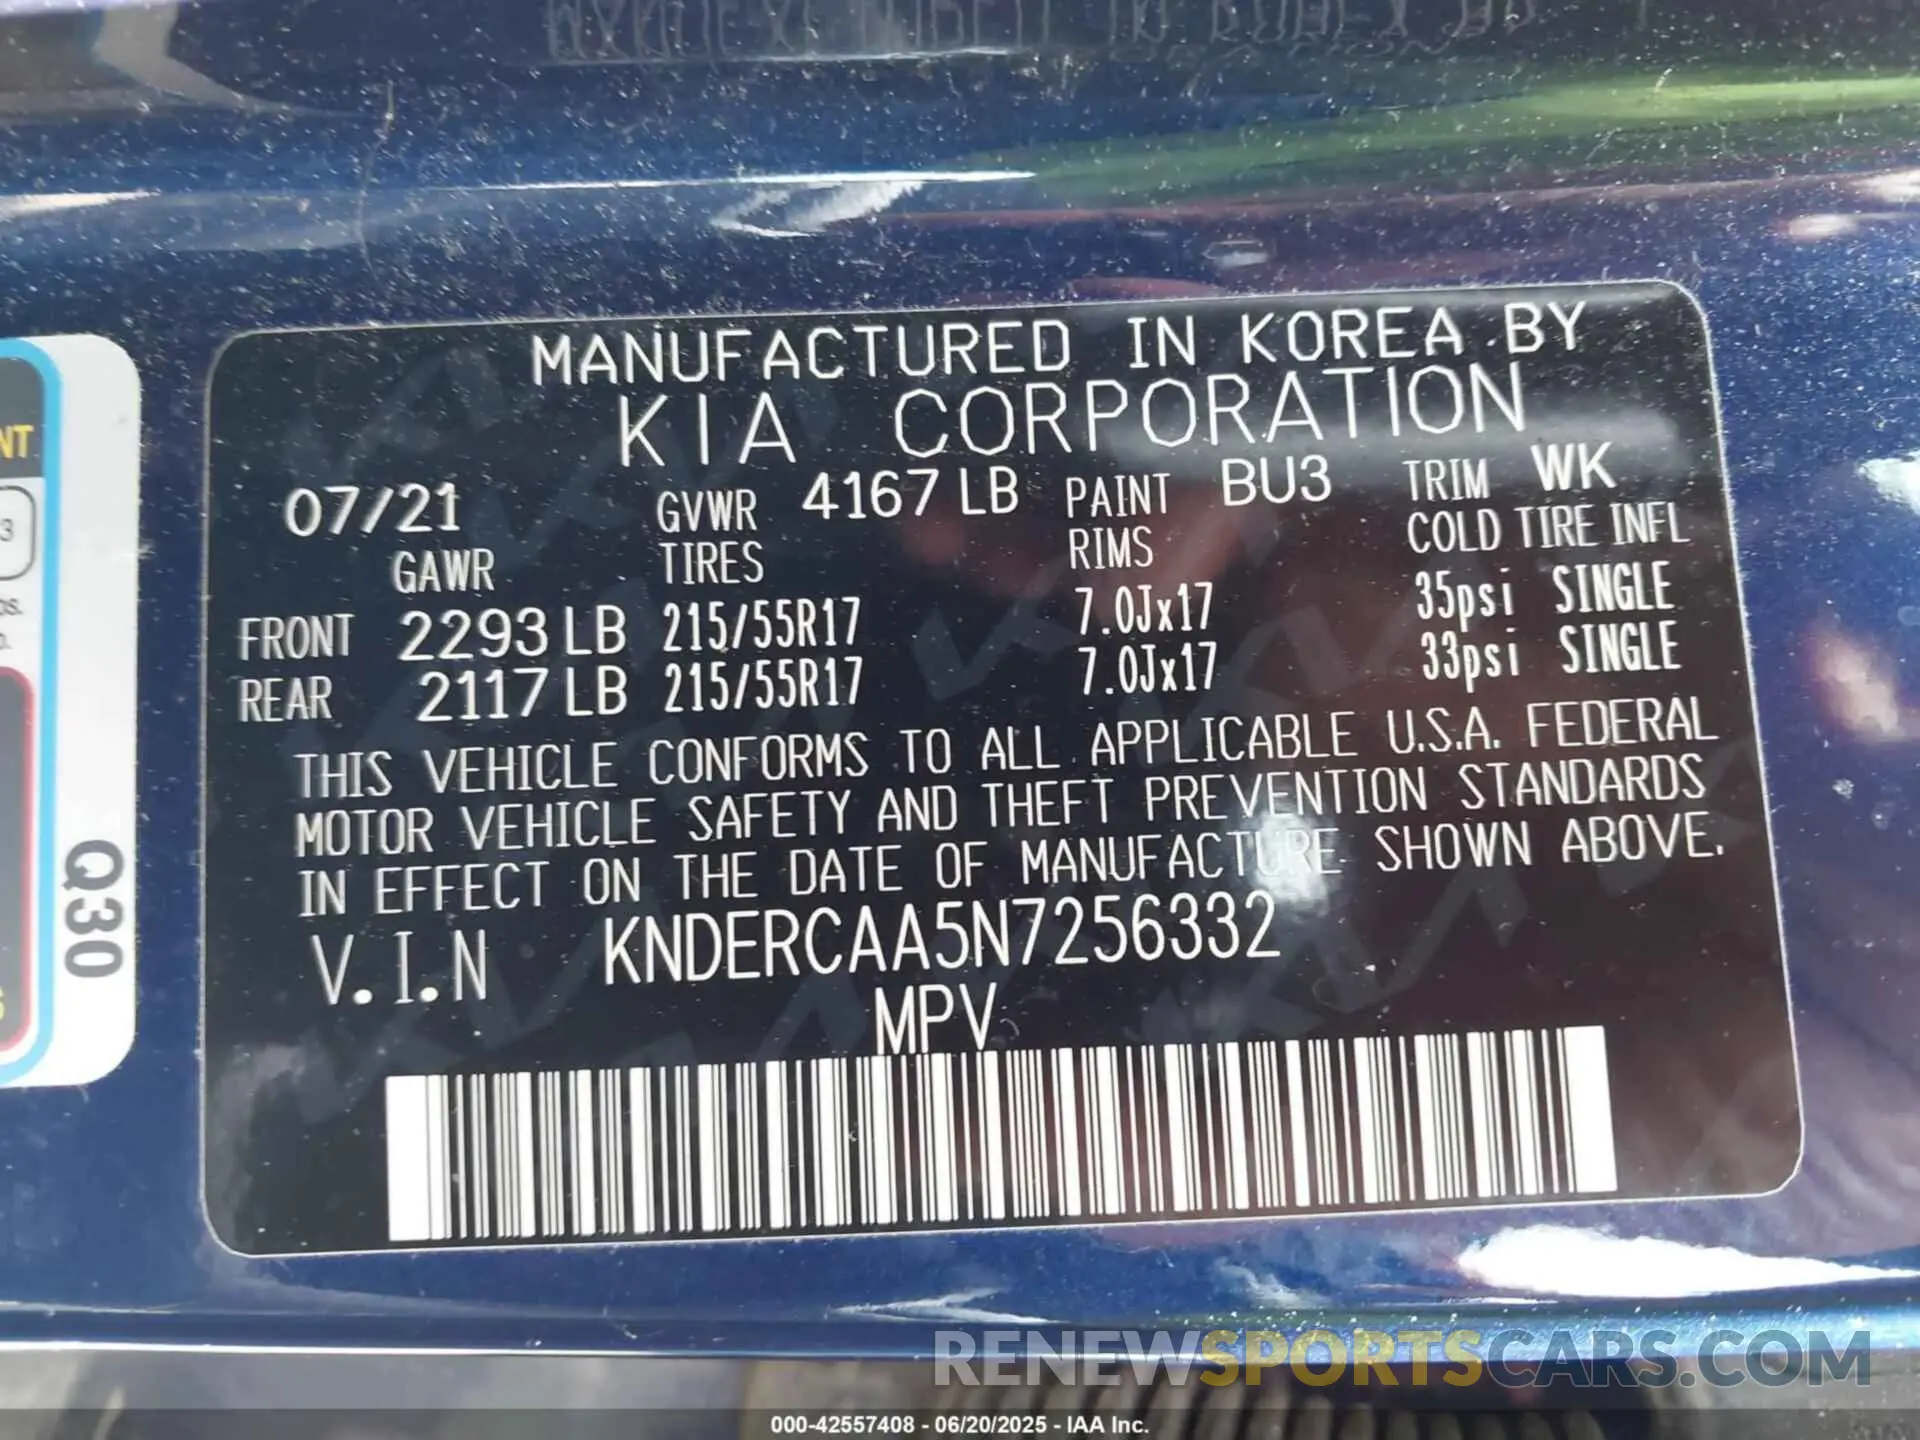 MANUFACTURED IN KOREA BY
KIA CORPORATION
07/21 GVWR 4167 LB PAINT BU3 TRIM WK
GAWR TIRES RIMS COLD TIRE INFL
FRONT 2293 LB 215/55R17 7.0Jx17 35psi SINGLE
REAR 2117 LB 215/55R17 7.0Jx17 33psi SINGLE
THIS VEHICLE CONFORMS TO ALL APPLICABLE U.S.A. FEDERAL
MOTOR VEHICLE SAFETY AND THEFT PREVENTION STANDARDS
IN EFFECT ON THE DATE OF MANUFACTURE SHOWN ABOVE.
V.I.N KNDERCAA5N7256332
MPV
Q30
RENEWSPORTSCARS.COM
000-42557408 - 06/20/2025 - IAA Inc.